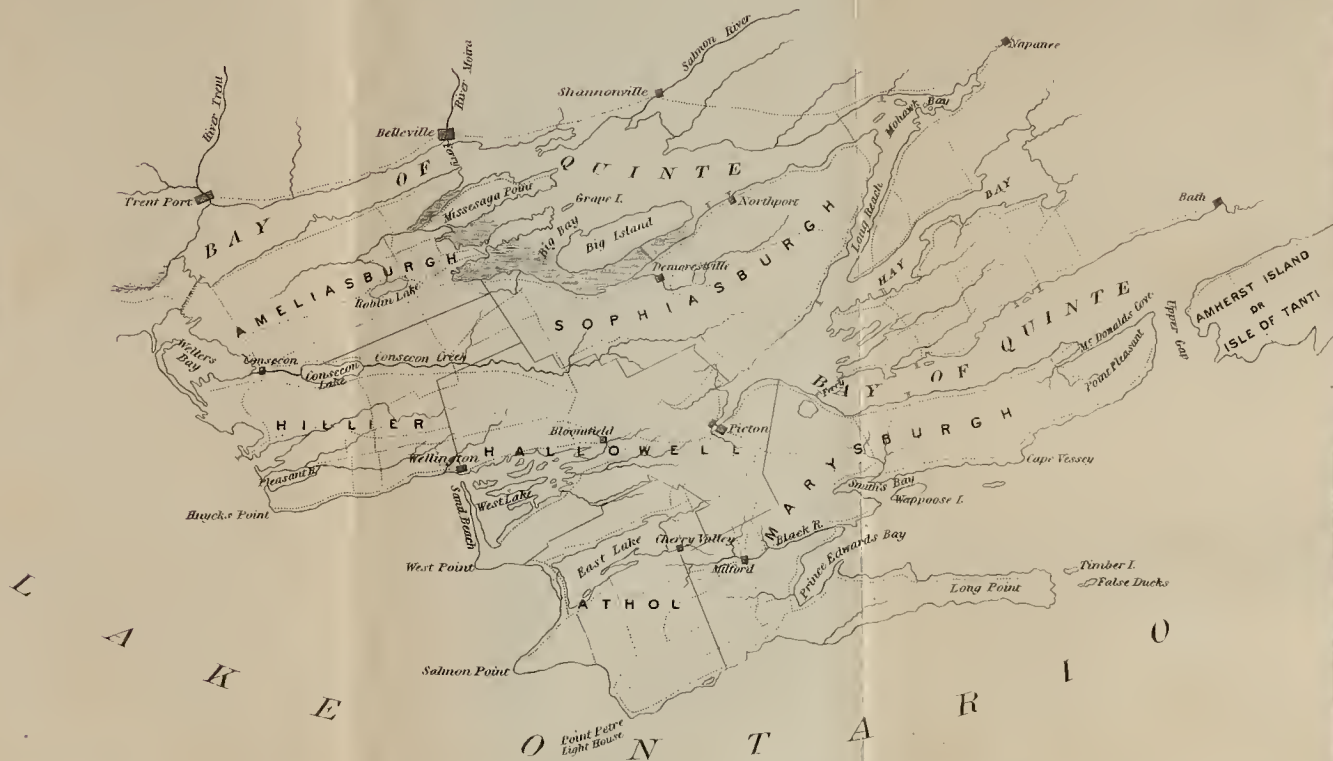 Napanee
Salmon River
River Moira
River Trent
Shannonville
Mohawk Bay
Belleville
Ferry
BAY OF QUINTE
Missesaga Point
Grape I.
Trent Port
Northport
Big Bay
Big Island
Long Reach
HAY BAY
Bath
AMELIASBURGH
Roblin Lake
Demorestville
SOPHIASBURGH
AMHERST ISLAND
OR
ISLE OF TANTI
Upper Gap
Mc. Donalds Cove
Point Pleasant
BAY OF QUINTE
Ferry
Wellers
Bay
Consecon
Consecon
Lake
Consecon Creek
HILLIER
Bloomfield
Picton
HALLOWELL
MARYSBURGH
Wellington
Pleasant B.
Huycks Point
Sand Beach
West Lake
Cape Vessey
Smiths Bay
Wappoose I.
Black R.
Prince Edwards Bay
East Lake
Cherry Valley
Milford
West Point
ATHOL
Long Point
Timber I.
False Ducks
Salmon Point
Point Petre
Light House
LAKE ONTARIO